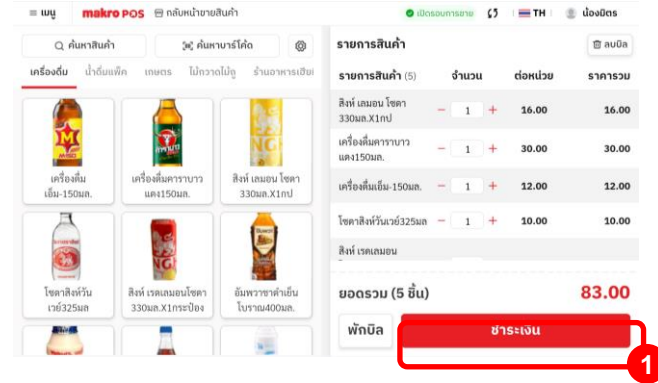 ≡ เมนู
makro POS
กลับหน้าขายสินค้า
เปิดรอบการขาย
TH
น้องมิตร
ค้นหาสินค้า
ค้นหาบาร์โค้ด
เครื่องดื่ม น้ำดื่มแพ็ค เกษตร ไม้กวาดไม้ถู ร้านอาหารเฮีย
เครื่องดื่ม
เอ็ม-150มล.
เครื่องดื่มคาราบาว
แดง150มล.
สิงห์ เลมอน โซดา
330มล.X1กป
โซดาสิงห์วัน
เวย์325มล
สิงห์ เรดเลมอนโซดา
330มล.X1กระป๋อง
อัมพวาชาดำเย็น
โบราณ400มล.
รายการสินค้า
ลบบิล
รายการสินค้า (5) จำนวน ต่อหน่วย ราคารวม
สิงห์ เลมอน โซดา
330มล.X1กป
− 1 + 16.00 16.00
เครื่องดื่มคาราบาว
แดง150มล.
− 1 + 30.00 30.00
เครื่องดื่มเอ็ม-150มล. − 1 + 12.00 12.00
โซดาสิงห์วันเวย์325มล − 1 + 10.00 10.00
สิงห์ เรดเลมอน
ยอดรวม (5 ชิ้น) 83.00
พักบิล
ชำระเงิน
1